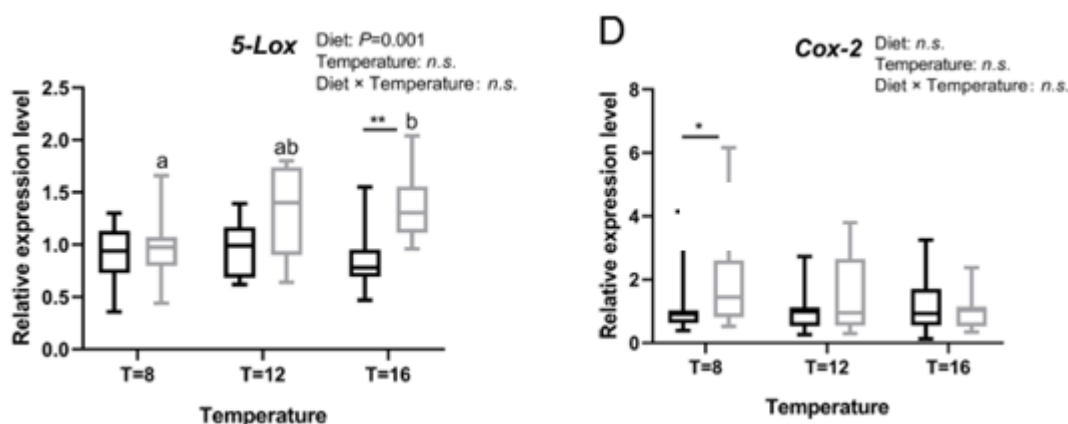 5-Lox
Diet: P=0.001
Temperature: n.s.
Diet × Temperature: n.s.
Relative expression level
2.5
2.0
1.5
1.0
0.5
0.0
a
ab
**
b
T=8
T=12
T=16
Temperature
D
Cox-2
Diet: n.s.
Temperature: n.s.
Diet × Temperature: n.s.
Relative expression level
8
6
4
2
0
*
T=8
T=12
T=16
Temperature